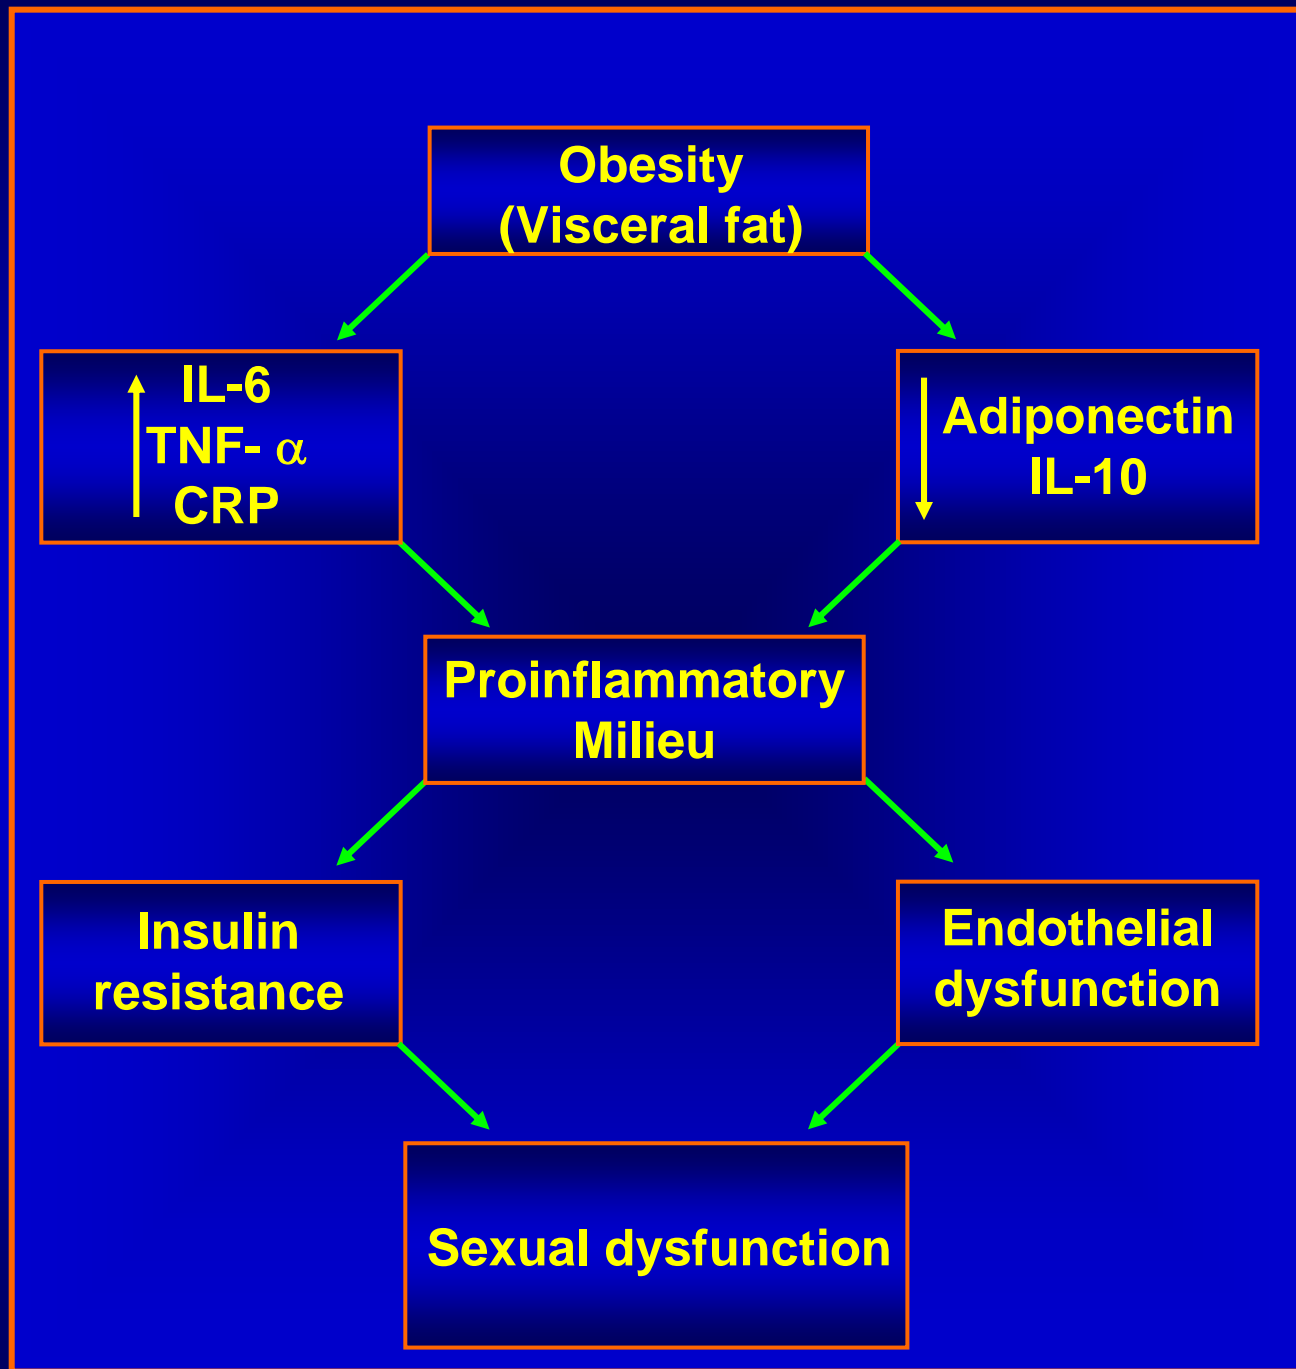 Obesity
(Visceral fat)
IL-6
TNF- α
CRP
Adiponectin
IL-10
Proinflammatory
Milieu
Insulin
resistance
Endothelial
dysfunction
Sexual dysfunction